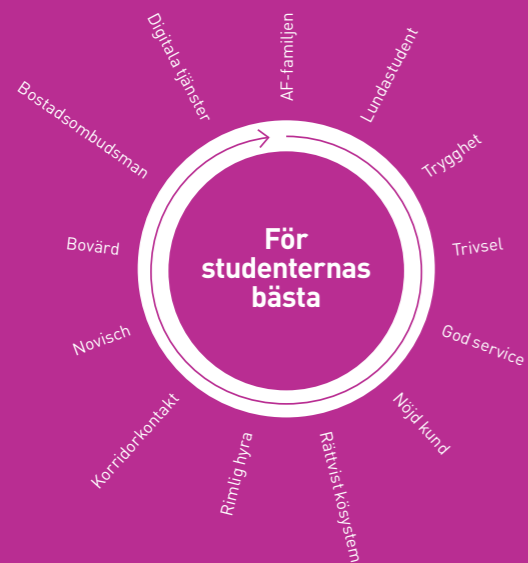 AF-familjen
Lundastudent
Trygghet
Trivsel
God service
Nöjd kund
Rättvist kösystem
Rimlig hyra
Korridorkontakt
Novisch
Bovärd
Bostadsombudsman
Digitala tjänster
För
studenternas
bästa